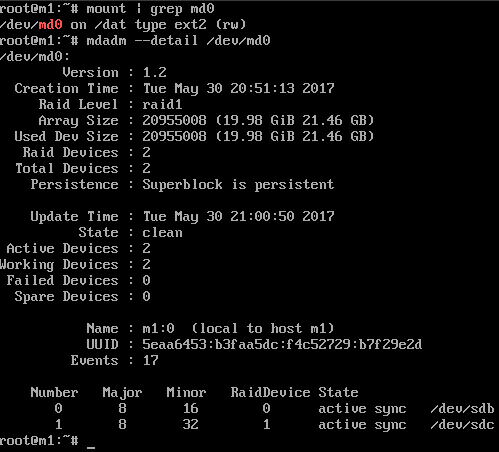 root@m1:~# mount | grep md0
/dev/md0 on /dat type ext2 (rw)
root@m1:~# mdadm --detail /dev/md0
/dev/md0:
Version : 1.2
Creation Time : Tue May 30 20:51:13 2017
Raid Level : raid1
Array Size : 20955008 (19.98 GiB 21.46 GB)
Used Dev Size : 20955008 (19.98 GiB 21.46 GB)
Raid Devices : 2
Total Devices : 2
Persistence : Superblock is persistent
Update Time : Tue May 30 21:00:50 2017
State : clean
Active Devices : 2
Working Devices : 2
Failed Devices : 0
Spare Devices : 0
Name : m1:0  (local to host m1)
UUID : 5eaa6453:b3faa5dc:f4c52729:b7f29e2d
Events : 17
Number Major Minor RaidDevice State
0 8 16 0 active sync /dev/sdb
1 8 32 1 active sync /dev/sdc
root@m1:~# _